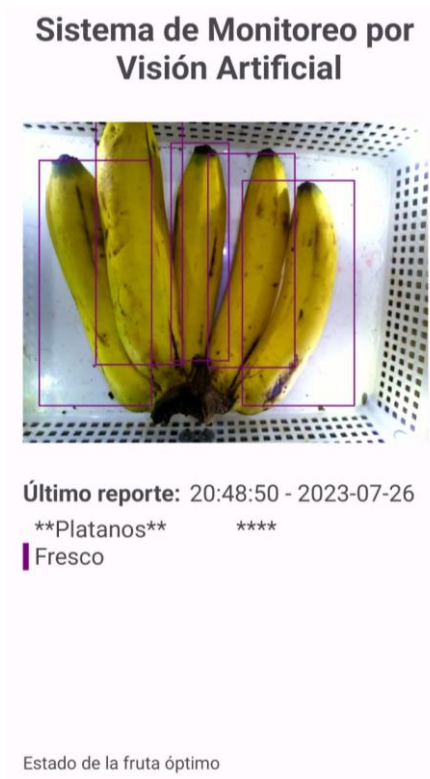 Sistema de Monitoreo por
Visión Artificial
Último reporte: 20:48:50 - 2023-07-26
**Platanos** ****
Fresco
Estado de la fruta óptimo